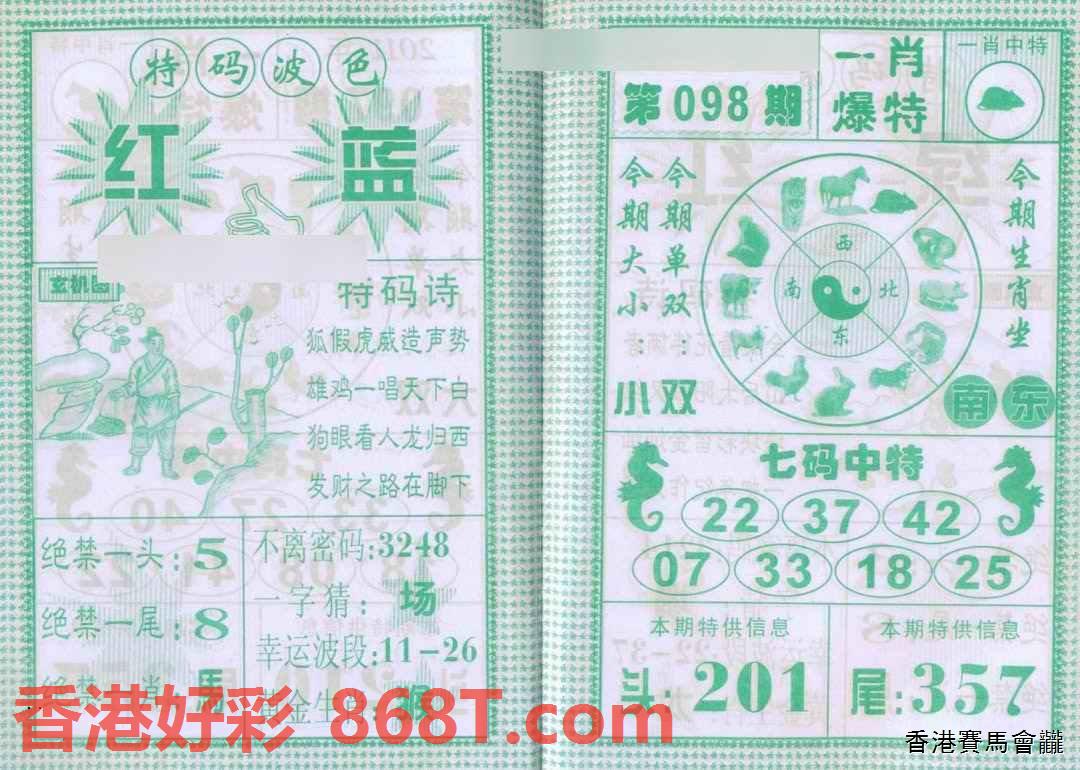 特码波色
红 蓝
玄机图
特码诗
狐假虎威造声势
雄鸡一唱天下白
狗眼看人龙归西
发财之路在脚下
绝禁一头:5
绝禁一尾:8
不离密码:3248
一字猜:场
幸运波段:11-26
香港好彩 868T.com
第098期
一肖
爆特
一肖中特
今期大小:小
今期单双:双
西
南 北
东
今期生肖坐
南东
七码中特
22 37 42
07 33 18 25
本期特供信息
头:201
本期特供信息
尾:357
香港賽馬會